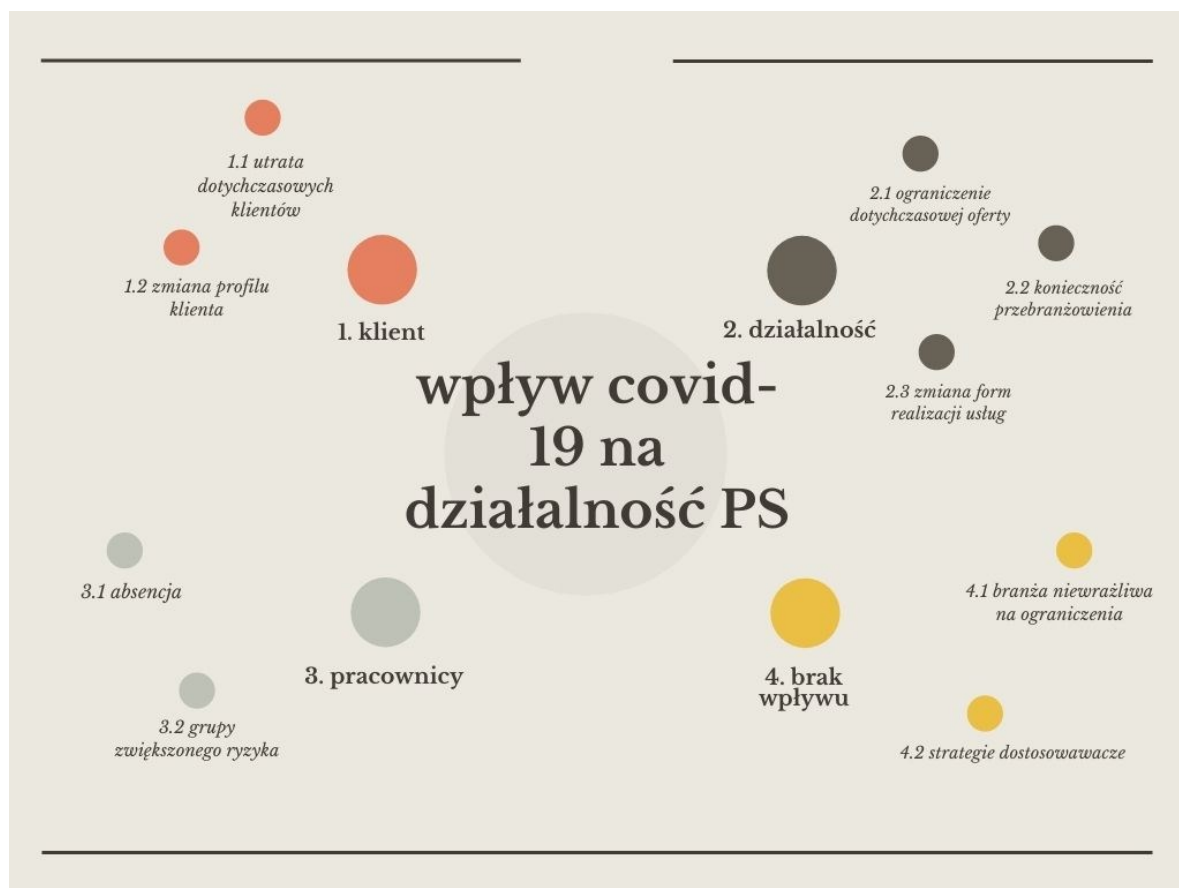 1.1 utrata
dotychczasowych
klientów
1.2 zmiana profilu
klienta
1. klient
2.1 ograniczenie
dotychczasowej oferty
2.2 konieczność
przebranżowienia
2. działalność
2.3 zmiana form
realizacji usług
wpływ covid-
19 na
działalność PS
3.1 absencja
3. pracownicy
3.2 grupy
zwiększonego ryzyka
4.1 branża niewrażliwa
na ograniczenia
4. brak
wpływu
4.2 strategie dostosowawacze